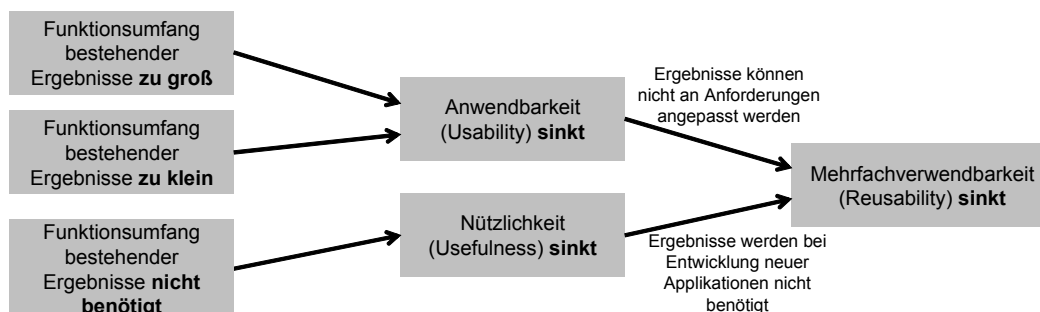 Funktionsumfang
bestehender
Ergebnisse zu groß
Funktionsumfang
bestehender
Ergebnisse zu klein
Funktionsumfang
bestehender
Ergebnisse nicht
benötigt
Anwendbarkeit
(Usability) sinkt
Nützlichkeit
(Usefulness) sinkt
Ergebnisse können
nicht an Anforderungen
angepasst werden
Ergebnisse werden bei
Entwicklung neuer
Applikationen nicht
benötigt
Mehrfachverwendbarkeit
(Reusability) sinkt